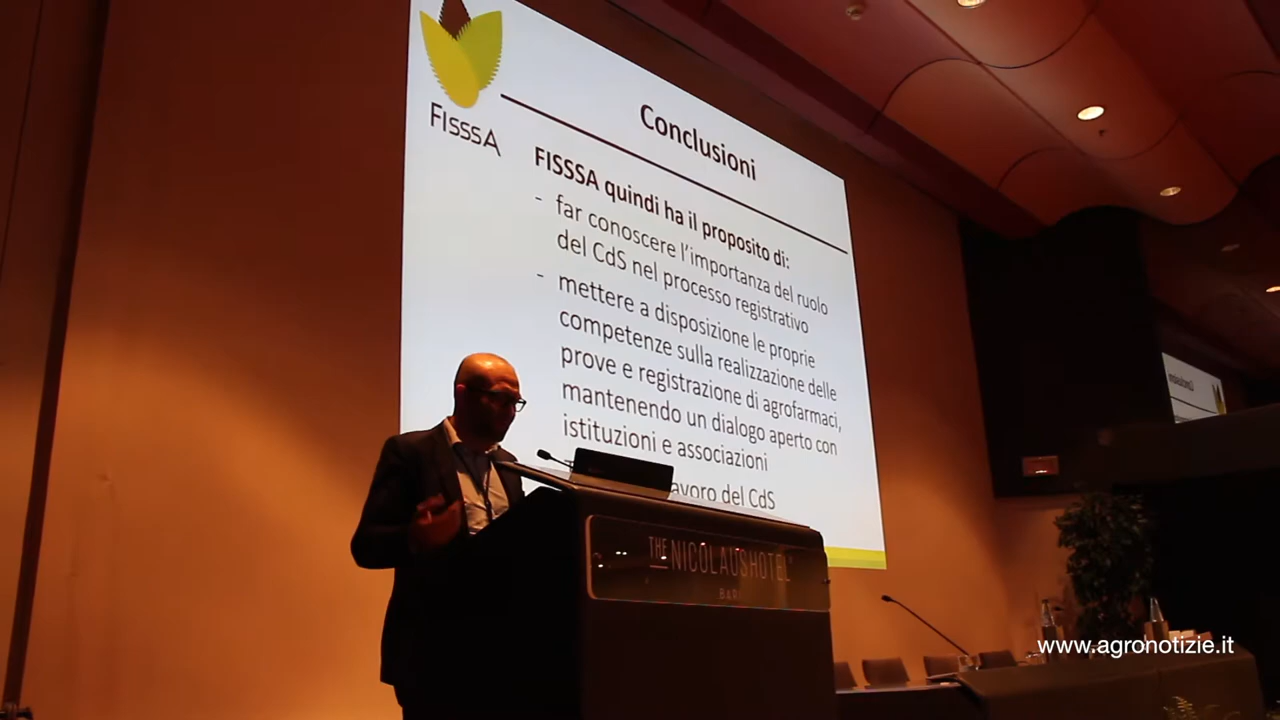 FISSSA
Conclusioni
FISSSA quindi ha il proposito di:
- far conoscere l'importanza del ruolo
del CdS nel processo registrativo
- mettere a disposizione le proprie
competenze sulla realizzazione delle
prove e registrazione di agrofarmaci,
mantenendo un dialogo aperto con
istituzioni e associazioni
avoro del CdS
THE NICOLAUSHOTEL
BARI
www.agronotizie.it